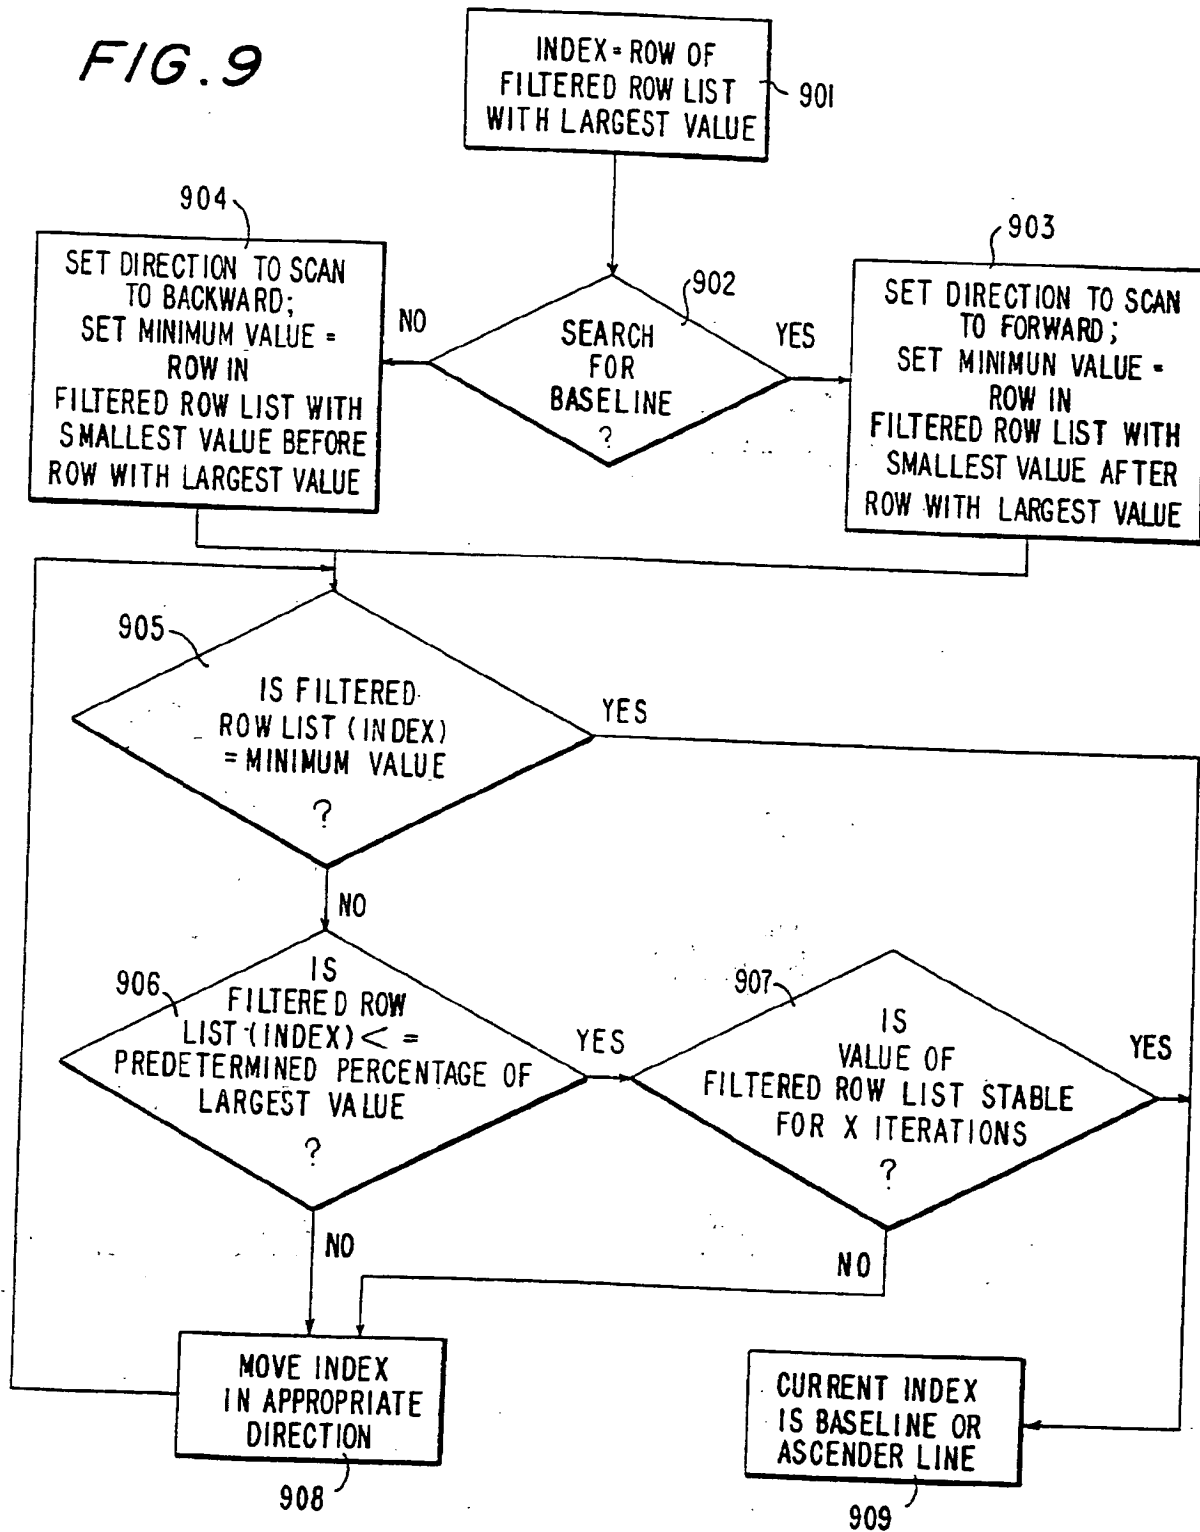 FIG. 9
INDEX = ROW OF
FILTERED ROW LIST
WITH LARGEST VALUE
901
904
SET DIRECTION TO SCAN
TO BACKWARD;
SET MINIMUM VALUE =
ROW IN
FILTERED ROW LIST WITH
SMALLEST VALUE BEFORE
ROW WITH LARGEST VALUE
NO
902
SEARCH
FOR
BASELINE
?
YES
903
SET DIRECTION TO SCAN
TO FORWARD;
SET MINIMUN VALUE =
ROW IN
FILTERED ROW LIST WITH
SMALLEST VALUE AFTER
ROW WITH LARGEST VALUE
905
IS FILTERED
ROW LIST (INDEX)
= MINIMUM VALUE
?
YES
NO
906
IS
FILTERED ROW
LIST (INDEX) < =
PREDETERMINED PERCENTAGE OF
LARGEST VALUE
?
YES
907
IS
VALUE OF
FILTERED ROW LIST STABLE
FOR X ITERATIONS
?
YES
NO
NO
MOVE INDEX
IN APPROPRIATE
DIRECTION
908
CURRENT INDEX
IS BASELINE OR
ASCENDER LINE
909